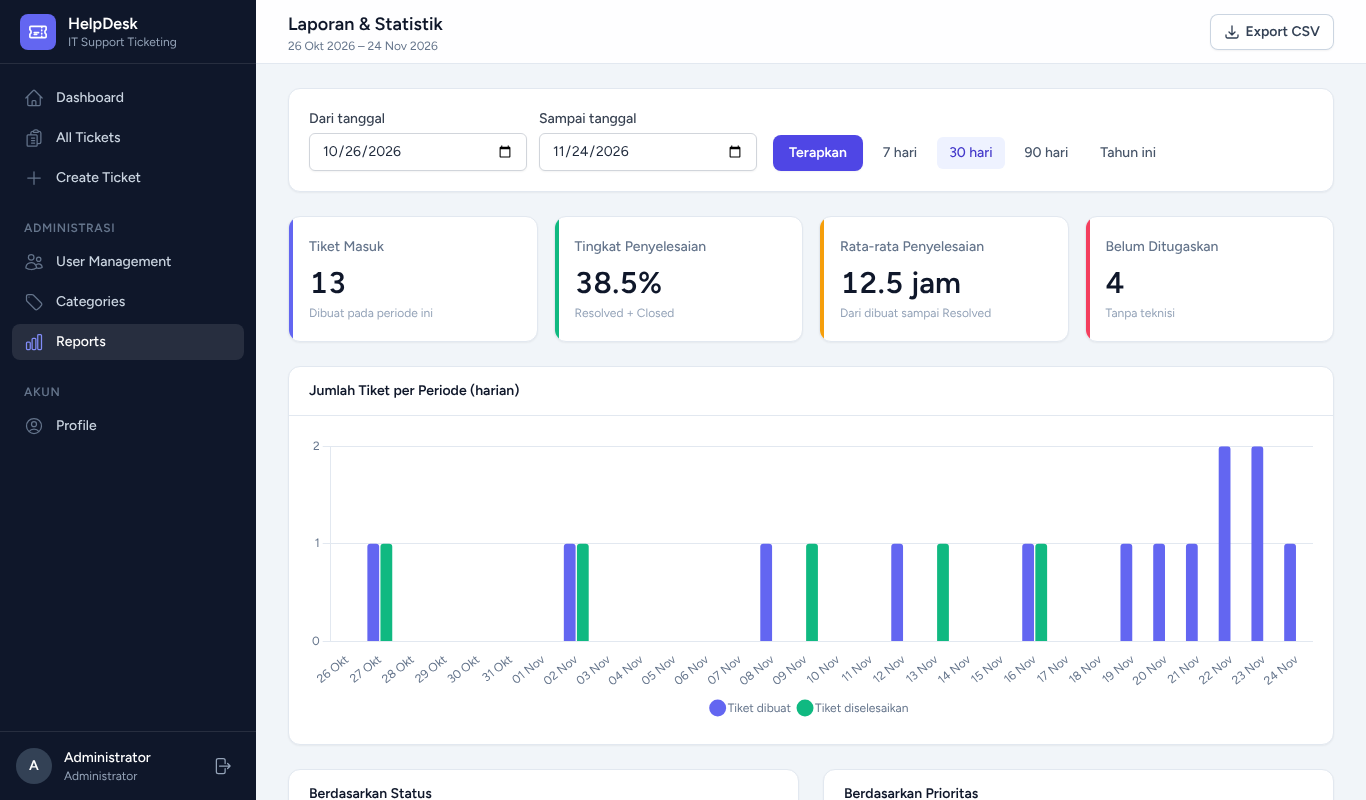 HelpDesk
IT Support Ticketing
Dashboard
All Tickets
Create Ticket
ADMINISTRASI
User Management
Categories
Reports
AKUN
Profile
A
Administrator
Administrator
Laporan & Statistik
26 Okt 2026 – 24 Nov 2026
Export CSV
Dari tanggal
10/26/2026
Sampai tanggal
11/24/2026
Terapkan
7 hari
30 hari
90 hari
Tahun ini
Tiket Masuk
13
Dibuat pada periode ini
Tingkat Penyelesaian
38.5%
Resolved + Closed
Rata-rata Penyelesaian
12.5 jam
Dari dibuat sampai Resolved
Belum Ditugaskan
4
Tanpa teknisi
Jumlah Tiket per Periode (harian)
2
1
0
26 Okt
27 Okt
28 Okt
29 Okt
30 Okt
31 Okt
01 Nov
02 Nov
03 Nov
04 Nov
05 Nov
06 Nov
07 Nov
08 Nov
09 Nov
10 Nov
11 Nov
12 Nov
13 Nov
14 Nov
15 Nov
16 Nov
17 Nov
18 Nov
19 Nov
20 Nov
21 Nov
22 Nov
23 Nov
24 Nov
Tiket dibuat
Tiket diselesaikan
Berdasarkan Status
Berdasarkan Prioritas